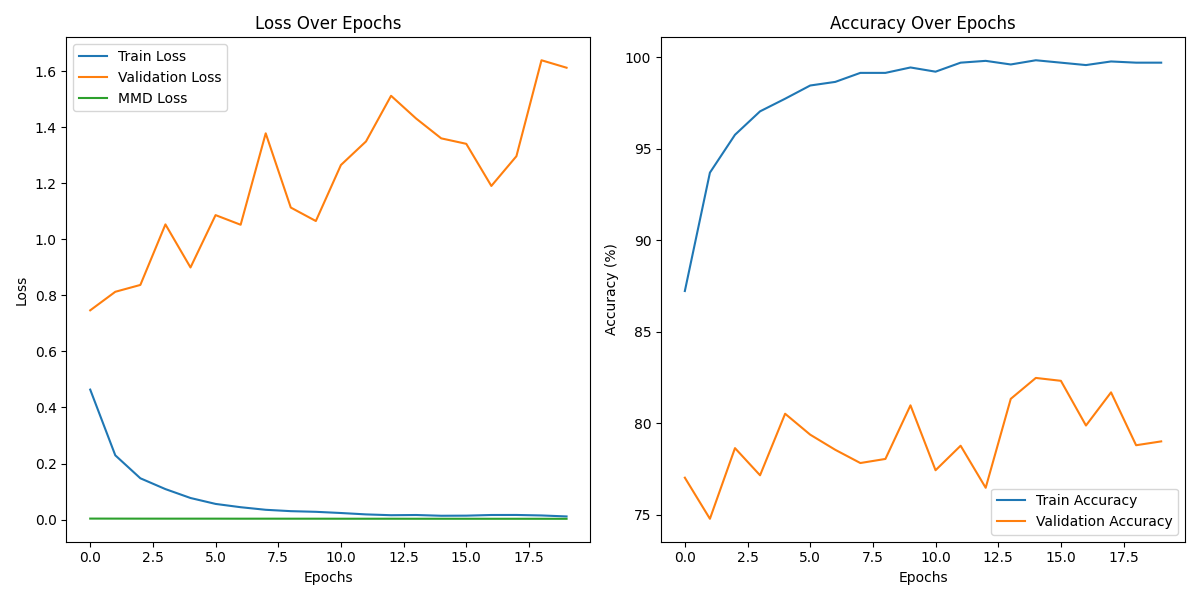 Loss Over Epochs
Train Loss
Validation Loss
MMD Loss
1.6
1.4
1.2
1.0
0.8
0.6
0.4
0.2
0.0
Loss
0.0 2.5 5.0 7.5 10.0 12.5 15.0 17.5
Epochs
Accuracy Over Epochs
100
95
90
85
80
75
Accuracy (%)
Train Accuracy
Validation Accuracy
0.0 2.5 5.0 7.5 10.0 12.5 15.0 17.5
Epochs